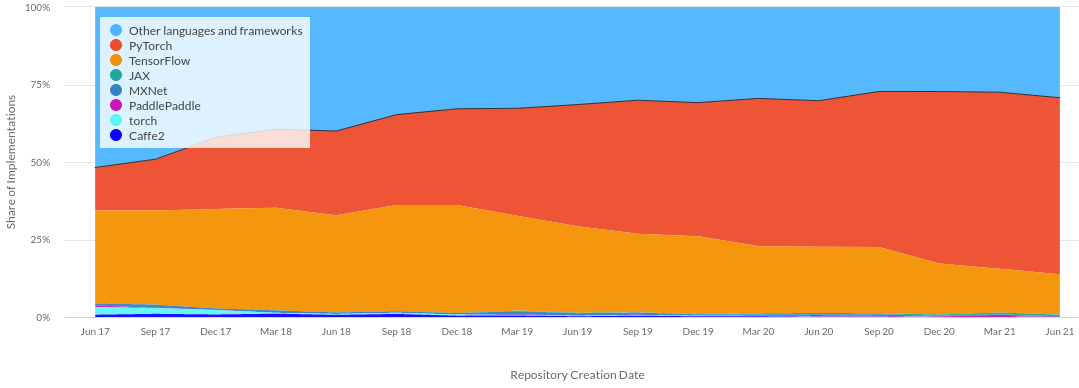 100%
75%
50%
25%
0%
Share of Implementations
Other languages and frameworks
PyTorch
TensorFlow
JAX
MXNet
PaddlePaddle
torch
Caffe2
Jun 17 Sep 17 Dec 17 Mar 18 Jun 18 Sep 18 Dec 18 Mar 19 Jun 19 Sep 19 Dec 19 Mar 20 Jun 20 Sep 20 Dec 20 Mar 21 Jun 21
Repository Creation Date